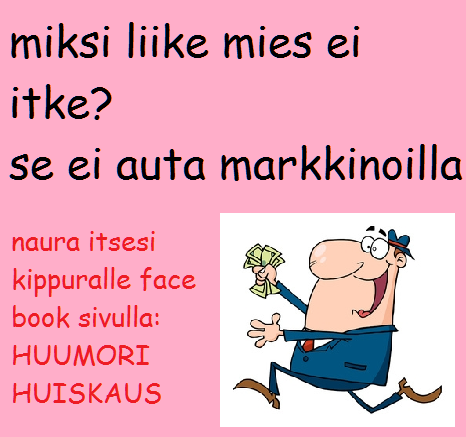 miksi liike mies ei
itke?
se ei auta markkinoilla
naura itsesi
kippuralle face
book sivulla:
HUUMORI
HUISKAUS